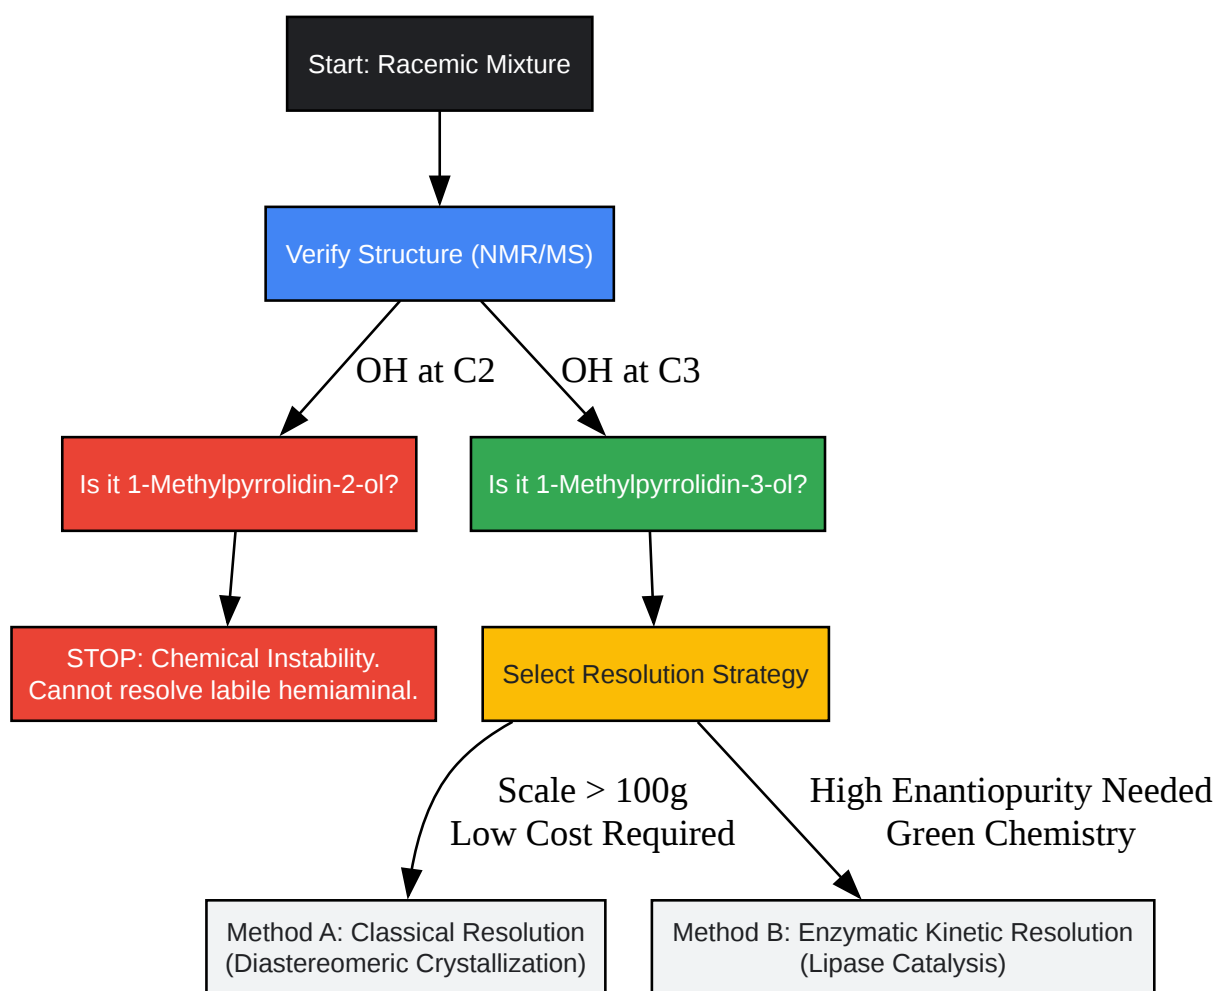 Start: Racemic Mixture
Verify Structure (NMR/MS)
OH at C2
OH at C3
Is it 1-Methylpyrrolidin-2-ol?
Is it 1-Methylpyrrolidin-3-ol?
STOP: Chemical Instability.
Cannot resolve labile hemiaminal.
Select Resolution Strategy
Scale > 100g
Low Cost Required
High Enantiopurity Needed
Green Chemistry
Method A: Classical Resolution
(Diastereomeric Crystallization)
Method B: Enzymatic Kinetic Resolution
(Lipase Catalysis)